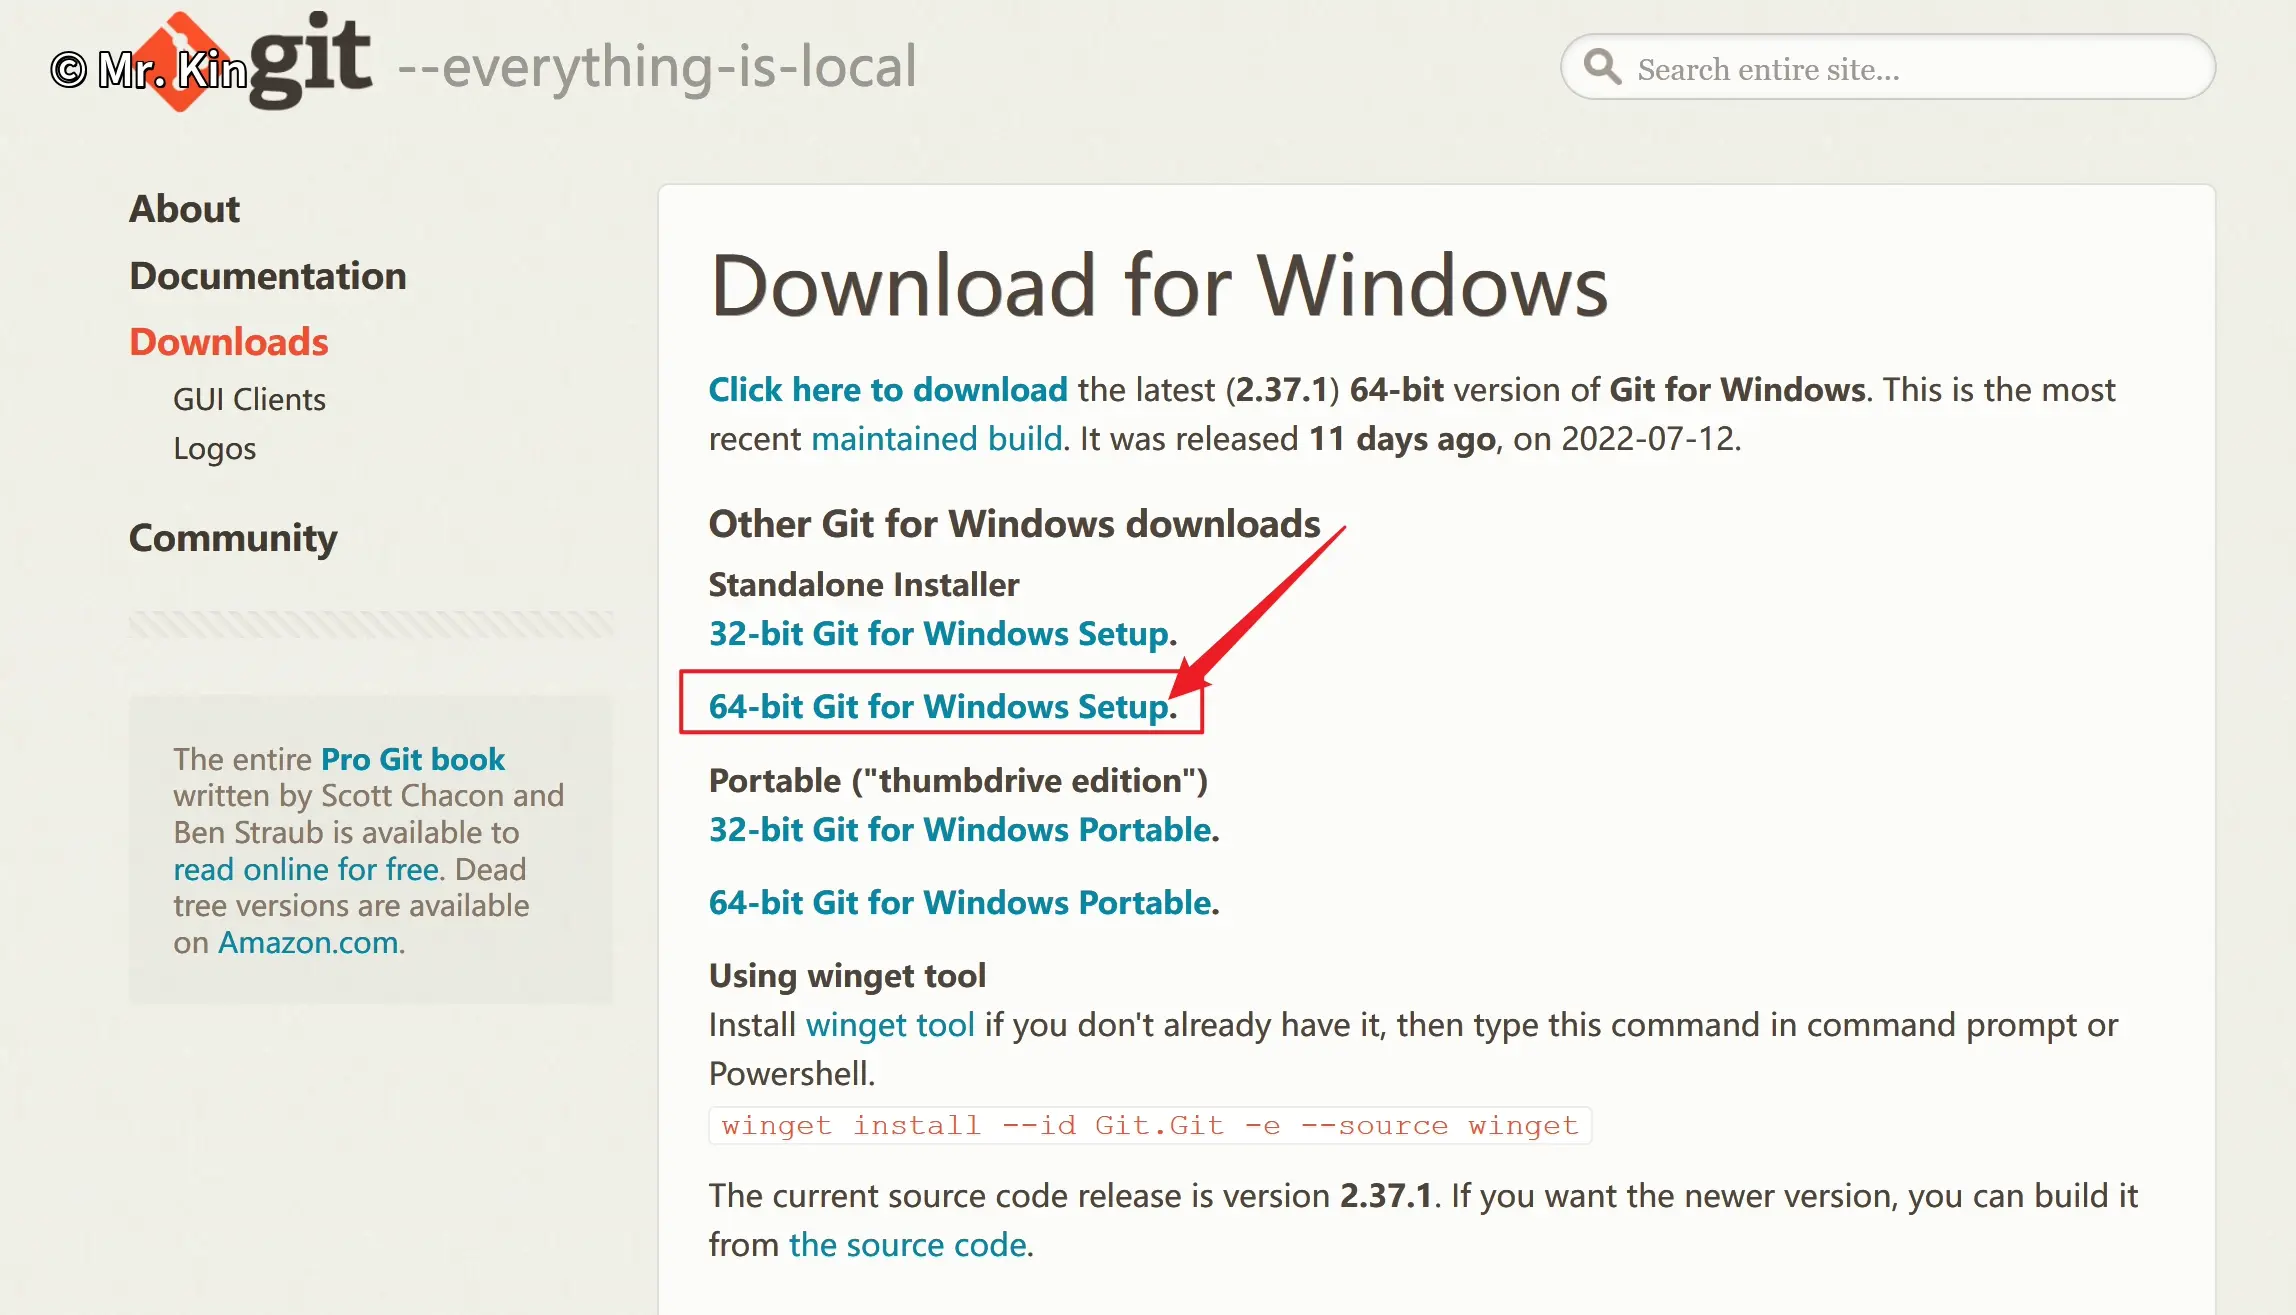 © Mr. Kin
git --everything-is-local
Search entire site...
About
Documentation
Downloads
GUI Clients
Logos
Community
The entire Pro Git book
written by Scott Chacon and
Ben Straub is available to
read online for free. Dead
tree versions are available
on Amazon.com.
Download for Windows
Click here to download the latest (2.37.1) 64-bit version of Git for Windows. This is the most
recent maintained build. It was released 11 days ago, on 2022-07-12.
Other Git for Windows downloads
Standalone Installer
32-bit Git for Windows Setup.
64-bit Git for Windows Setup.
Portable ("thumbdrive edition")
32-bit Git for Windows Portable.
64-bit Git for Windows Portable.
Using winget tool
Install winget tool if you don't already have it, then type this command in command prompt or
Powershell.
winget install --id Git.Git -e --source winget
The current source code release is version 2.37.1. If you want the newer version, you can build it
from the source code.